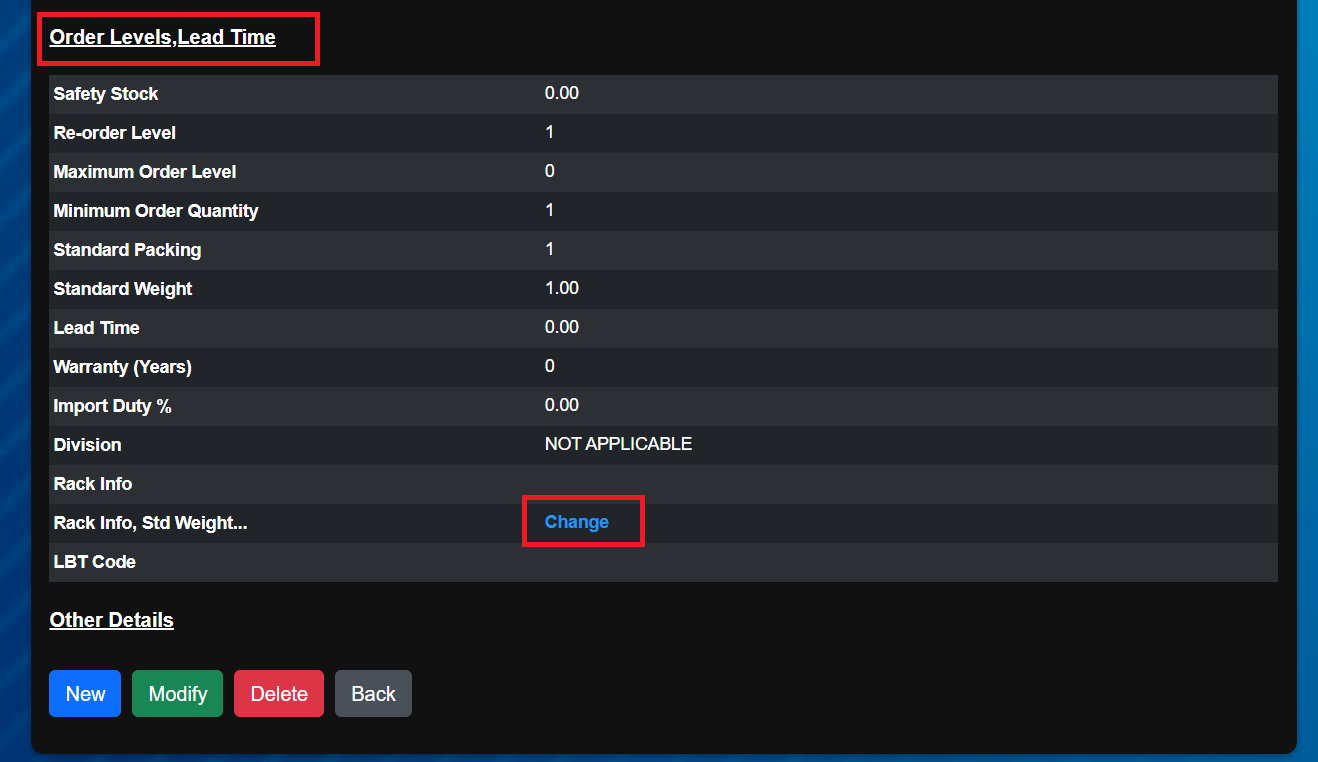 Order Levels,Lead Time
Safety Stock 0.00
Re-order Level 1
Maximum Order Level 0
Minimum Order Quantity 1
Standard Packing 1
Standard Weight 1.00
Lead Time 0.00
Warranty (Years) 0
Import Duty % 0.00
Division NOT APPLICABLE
Rack Info
Rack Info, Std Weight... Change
LBT Code
Other Details
New Modify Delete Back